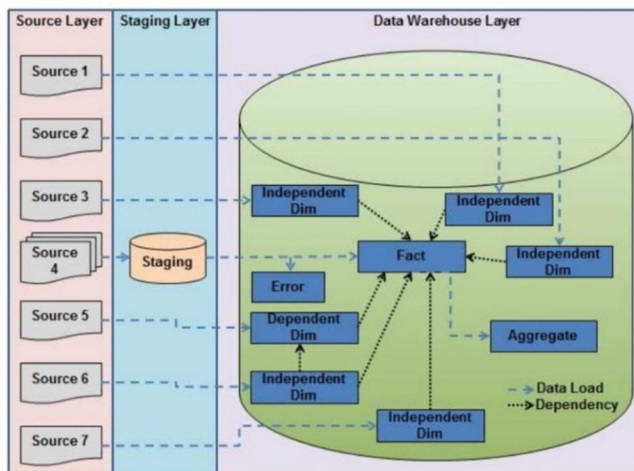 Source Layer
Staging Layer
Data Warehouse Layer
Source 1
Source 2
Source 3
Source
4
Source 5
Source 6
Source 7
Staging
Independent
Dim
Independent
Dim
Fact
Independent
Dim
Error
Dependent Dim
Aggregate
Independent
Dim
Independent
Dim
Data Load
Dependency